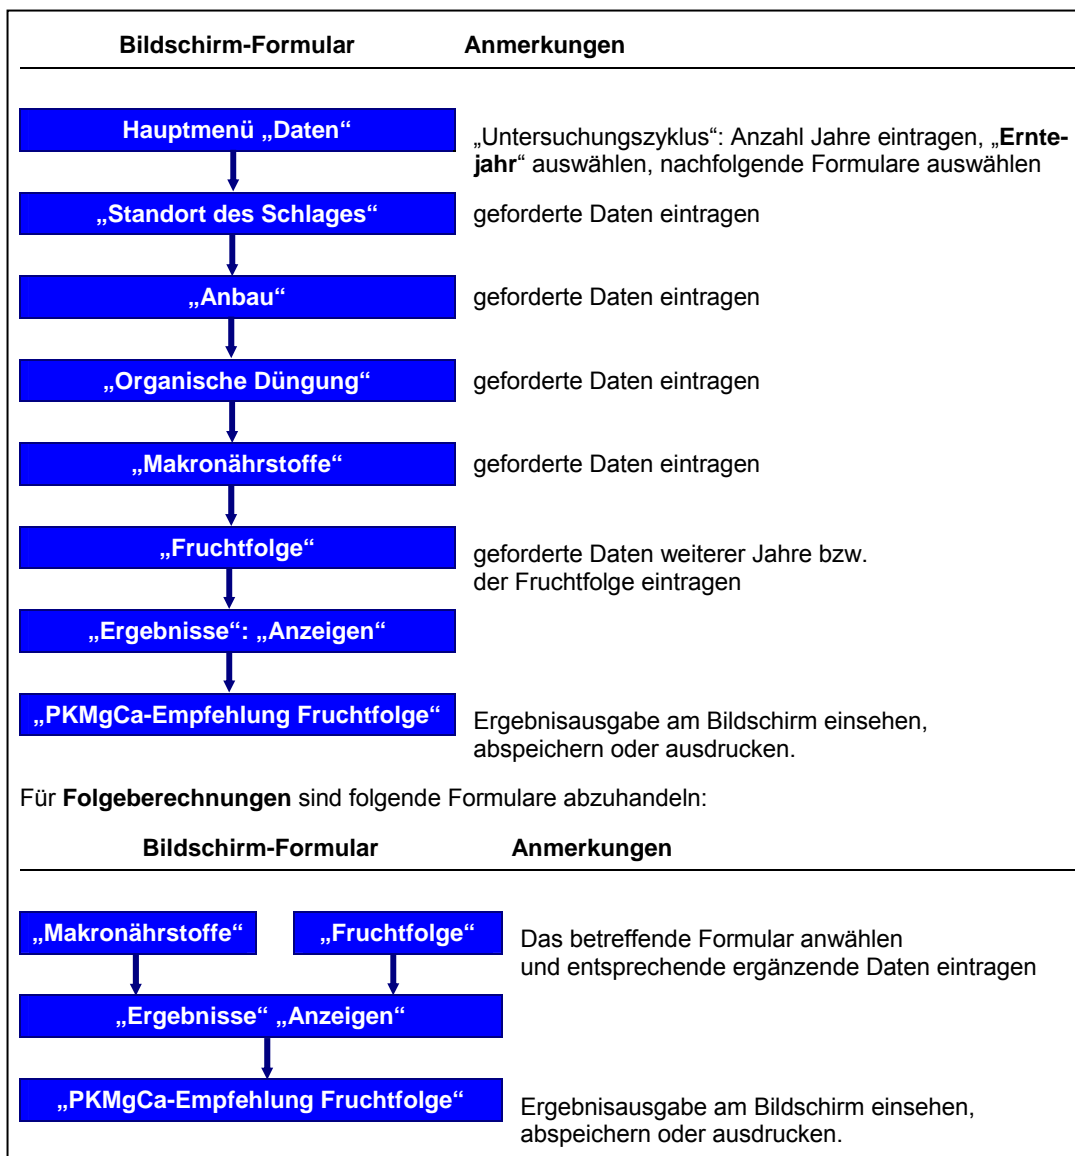 Bildschirm-Formular Anmerkungen
Hauptmenü „Daten“
„Untersuchungszyklus“: Anzahl Jahre eintragen, „Ernte-
jahr“ auswählen, nachfolgende Formulare auswählen
„Standort des Schlages“ geforderte Daten eintragen
„Anbau“ geforderte Daten eintragen
„Organische Düngung“ geforderte Daten eintragen
„Makronährstoffe“ geforderte Daten eintragen
„Fruchtfolge“ geforderte Daten weiterer Jahre bzw.
der Fruchtfolge eintragen
„Ergebnisse“: „Anzeigen“
„PKMgCa-Empfehlung Fruchtfolge“ Ergebnisausgabe am Bildschirm einsehen,
abspeichern oder ausdrucken.
Für Folgeberechnungen sind folgende Formulare abzuhandeln:
Bildschirm-Formular Anmerkungen
„Makronährstoffe“ „Fruchtfolge“ Das betreffende Formular anwählen
und entsprechende ergänzende Daten eintragen
„Ergebnisse“ „Anzeigen“
„PKMgCa-Empfehlung Fruchtfolge“ Ergebnisausgabe am Bildschirm einsehen,
abspeichern oder ausdrucken.